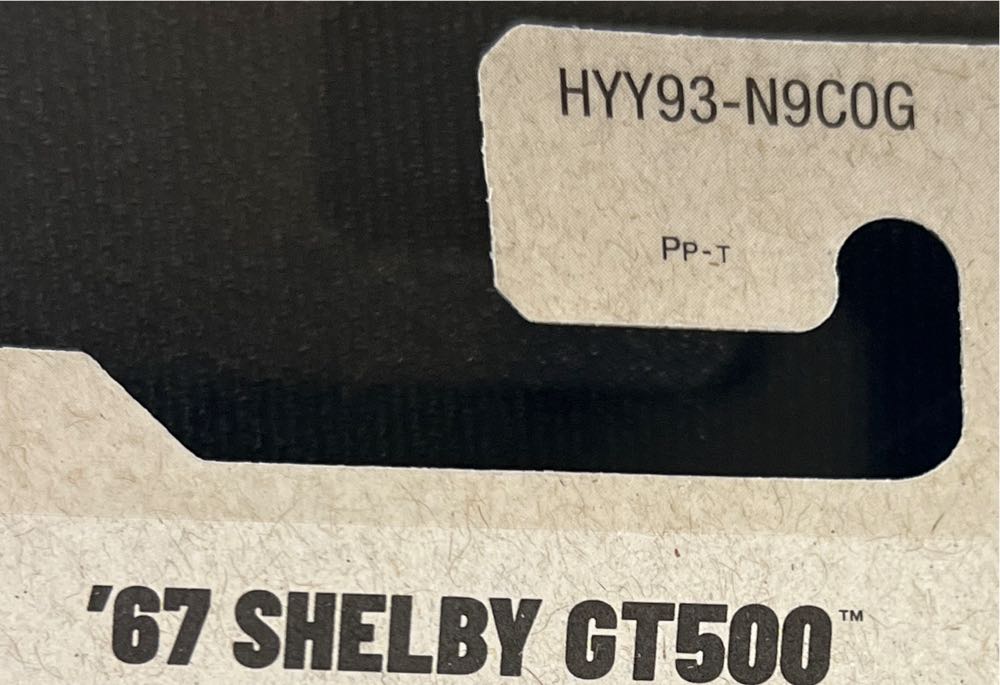 HYY93-N9C0G
PP-T
'67 SHELBY GT500™